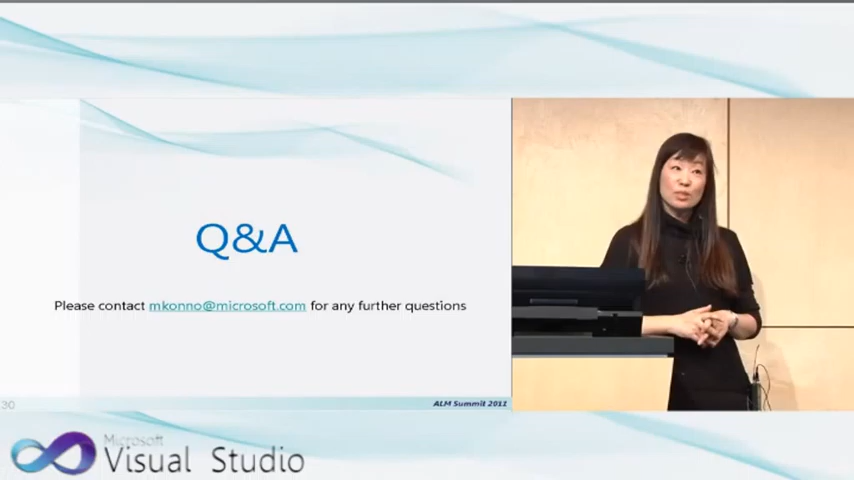 Q&A
Please contact mkonno@microsoft.com for any further questions
30
ALM Summit 2011
Microsoft
Visual Studio